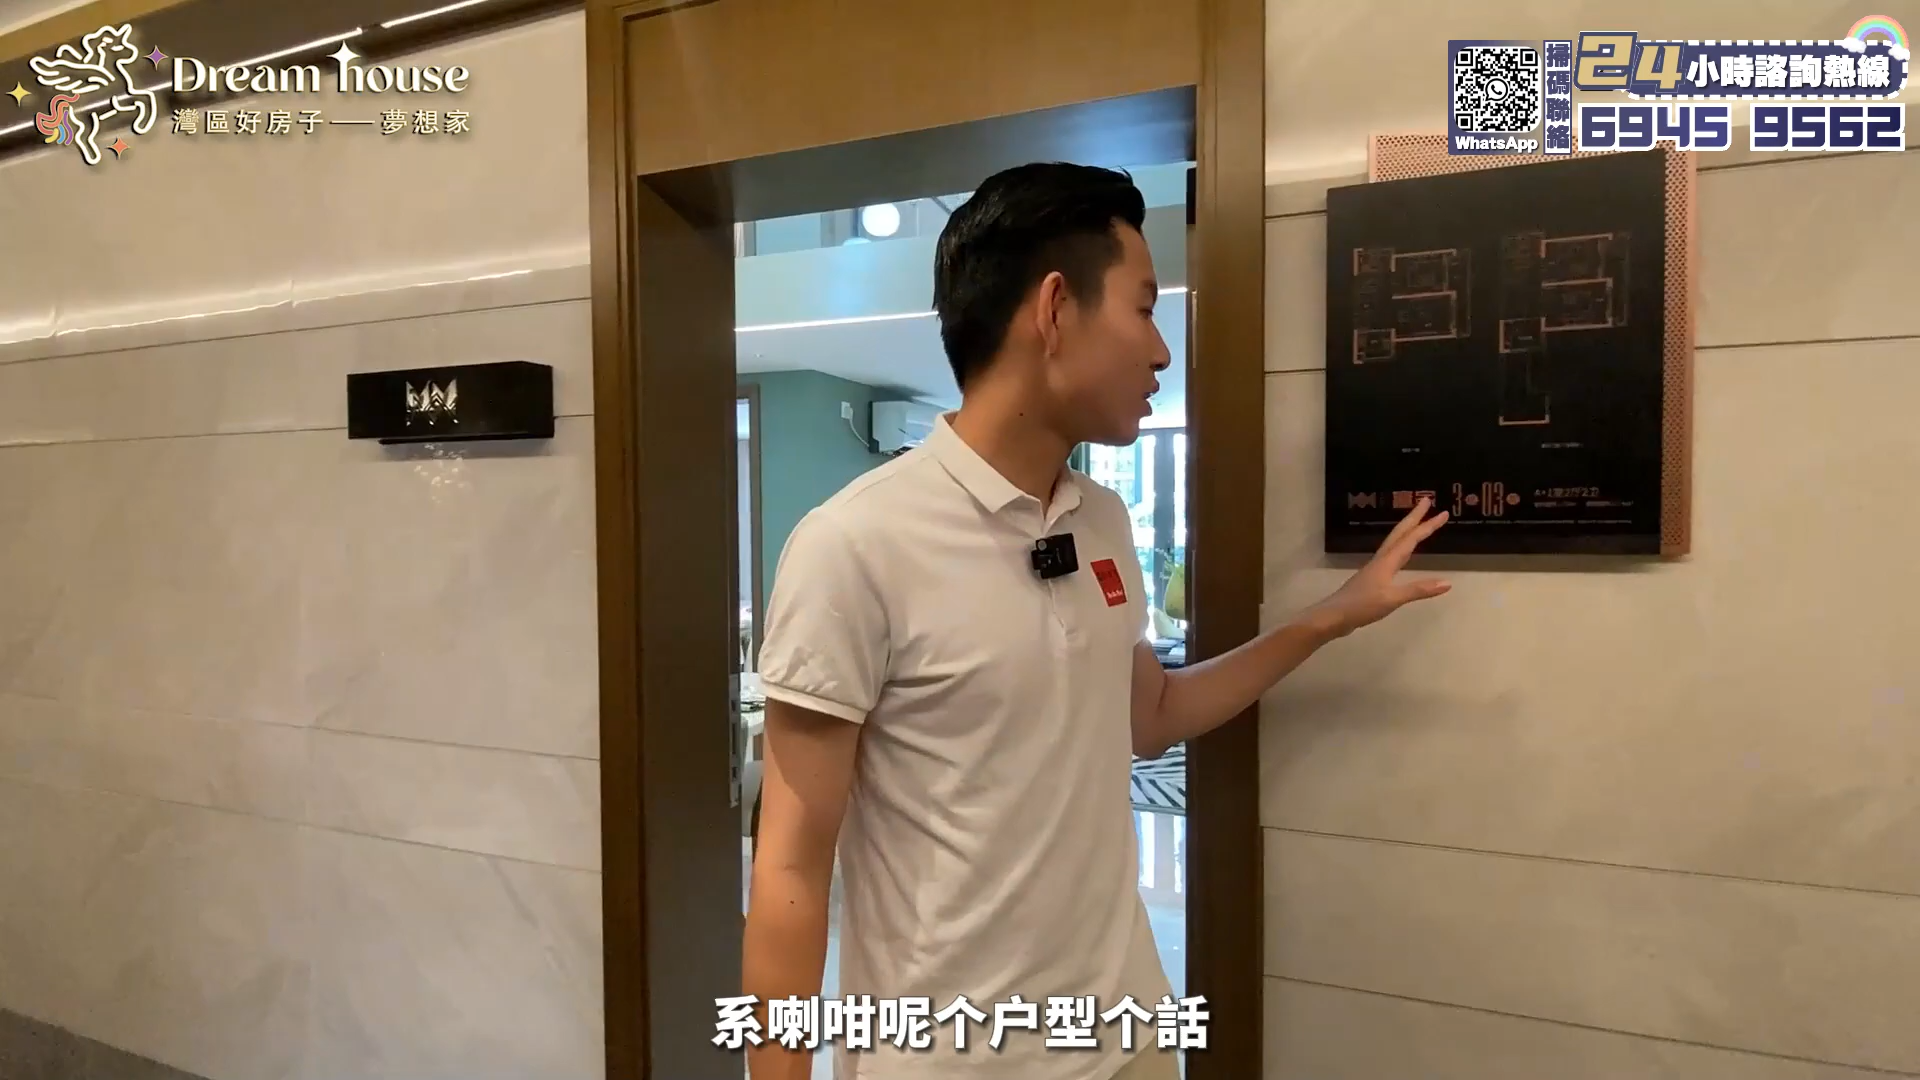 Dream house
灣區好房子——夢想家
掃碼聯絡
WhatsApp
24小時諮詢熱線
6945 9562
3 03
系喇咁呢个户型个話